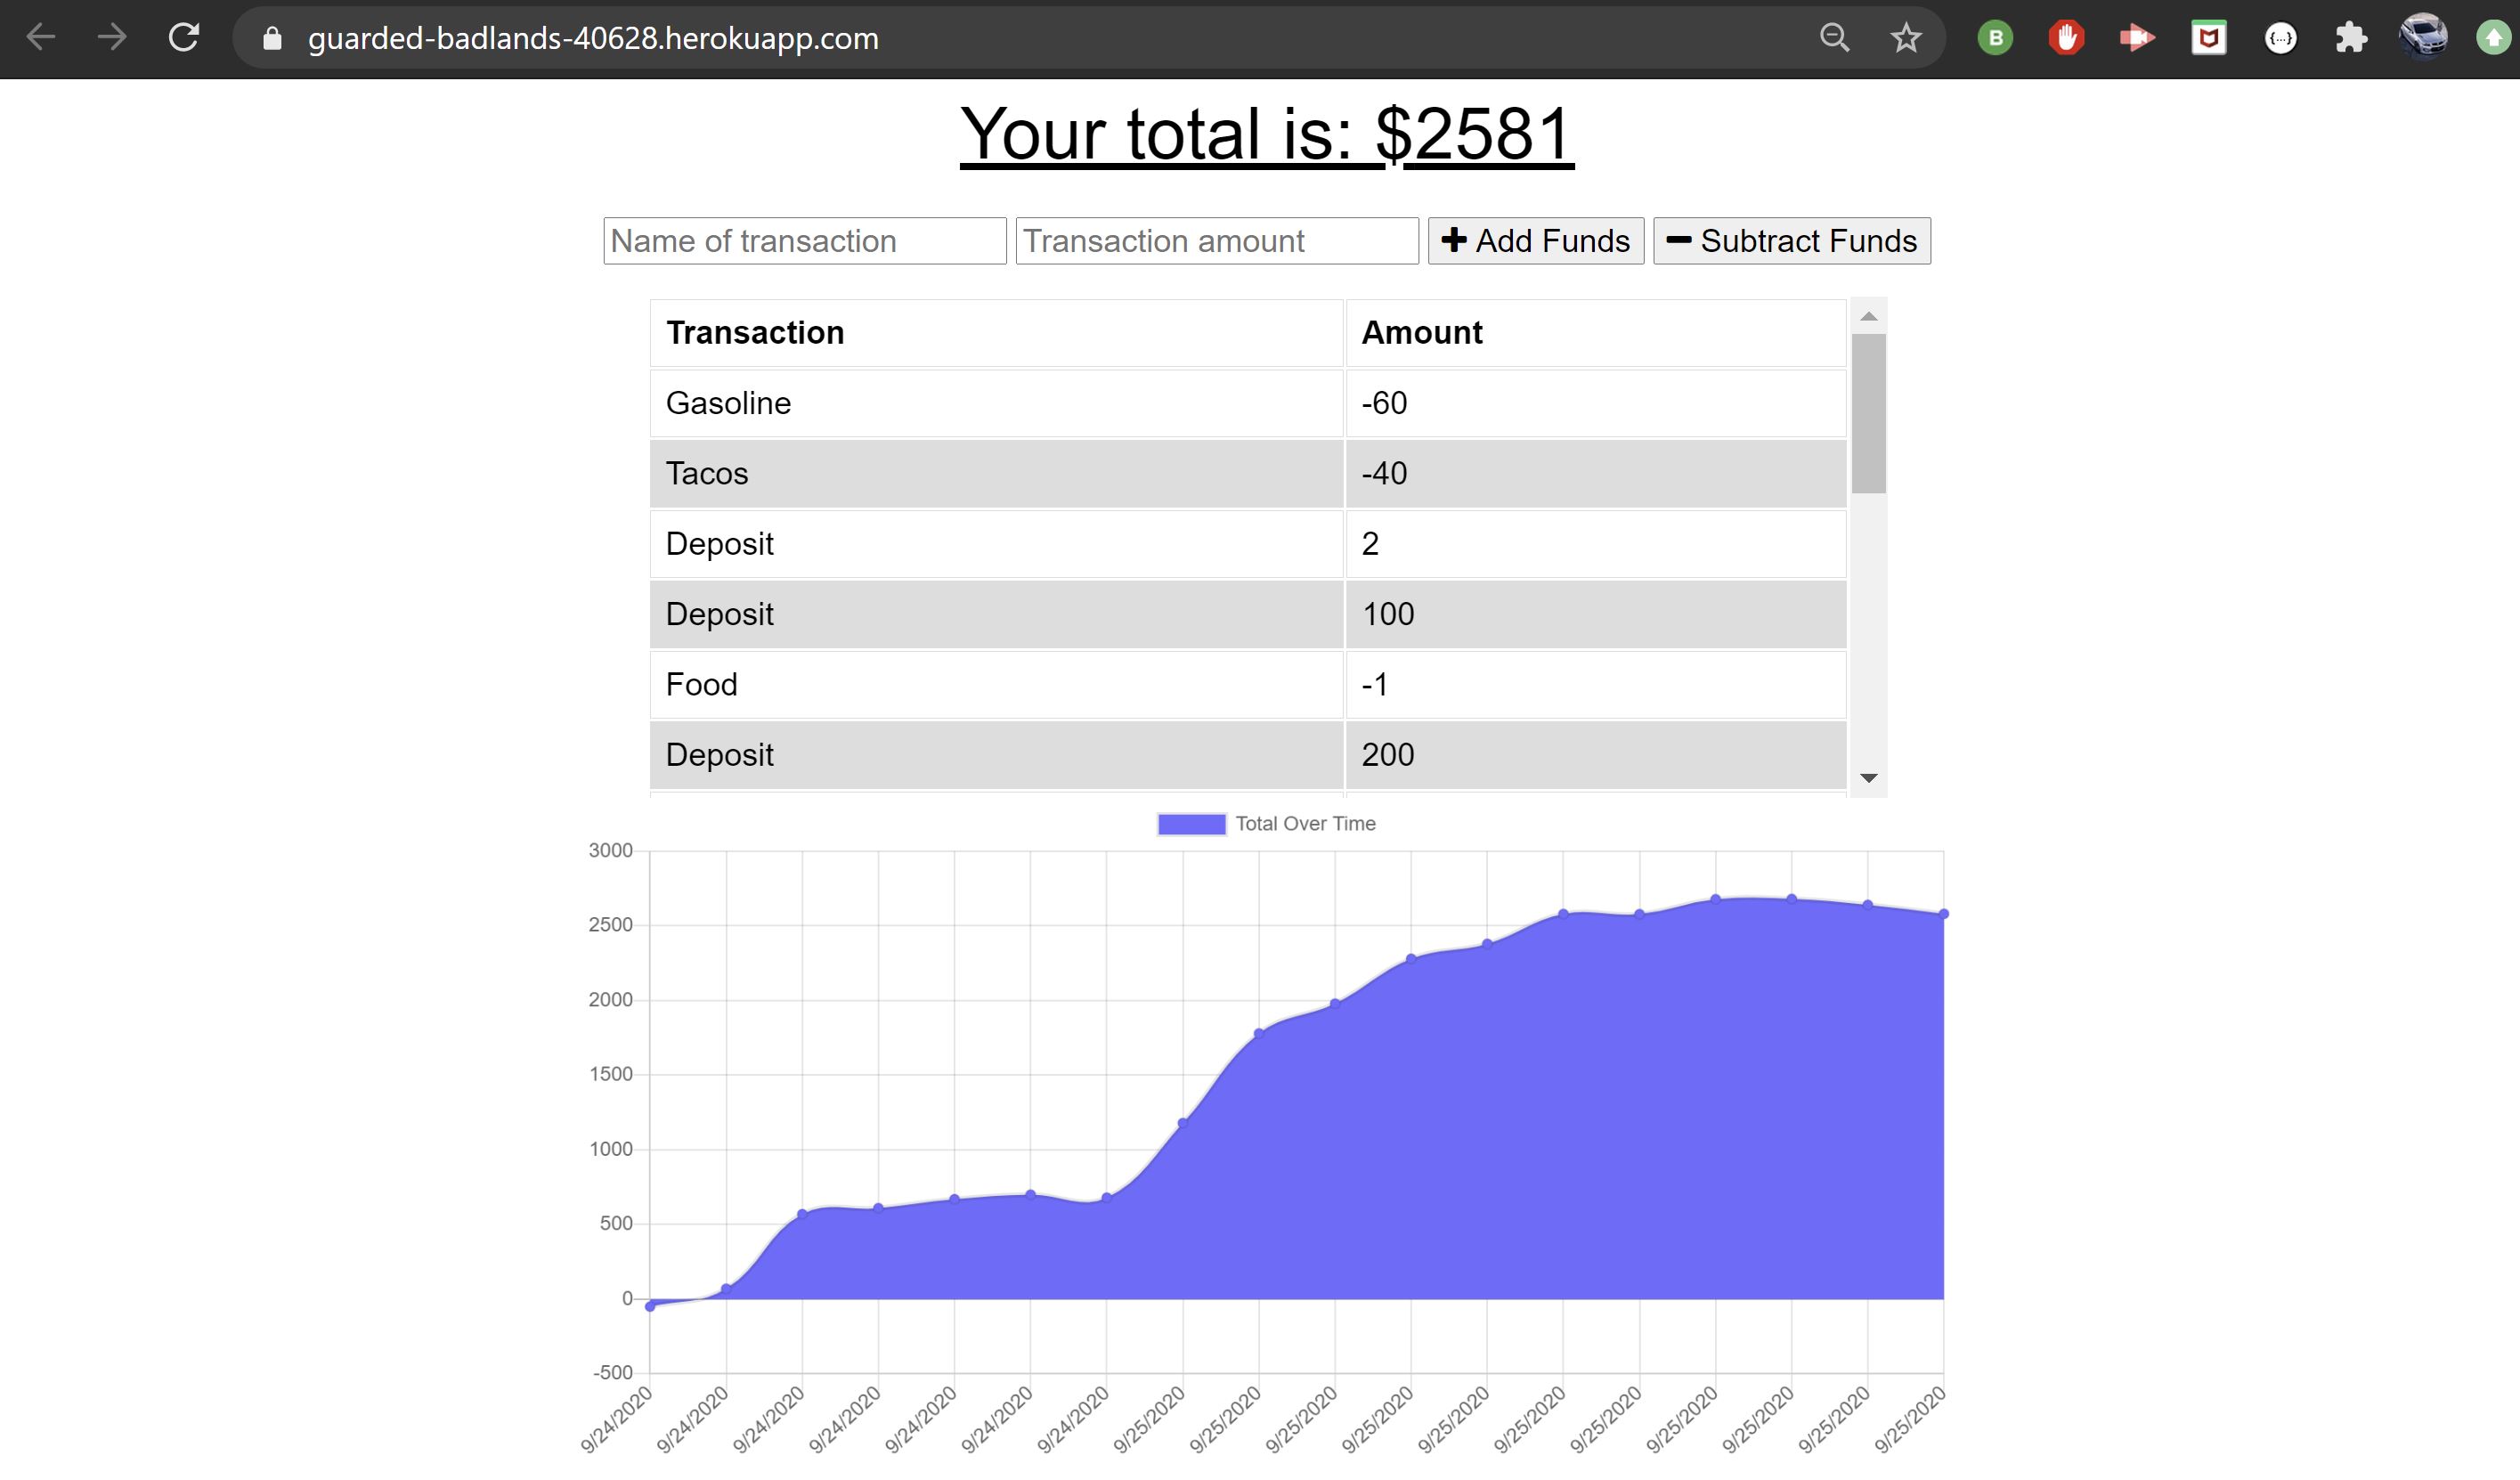 guarded-badlands-40628.herokuapp.com
B
{...}
Your total is: $2581
Name of transaction Transaction amount Add Funds Subtract Funds
Transaction Amount
Gasoline -60
Tacos -40
Deposit 2
Deposit 100
Food -1
Deposit 200
Total Over Time
3000
2500
2000
1500
1000
500
0
-500
9/24/2020 9/24/2020 9/24/2020 9/24/2020 9/24/2020 9/24/2020 9/24/2020 9/25/2020 9/25/2020 9/25/2020 9/25/2020 9/25/2020 9/25/2020 9/25/2020 9/25/2020 9/25/2020 9/25/2020 9/25/2020